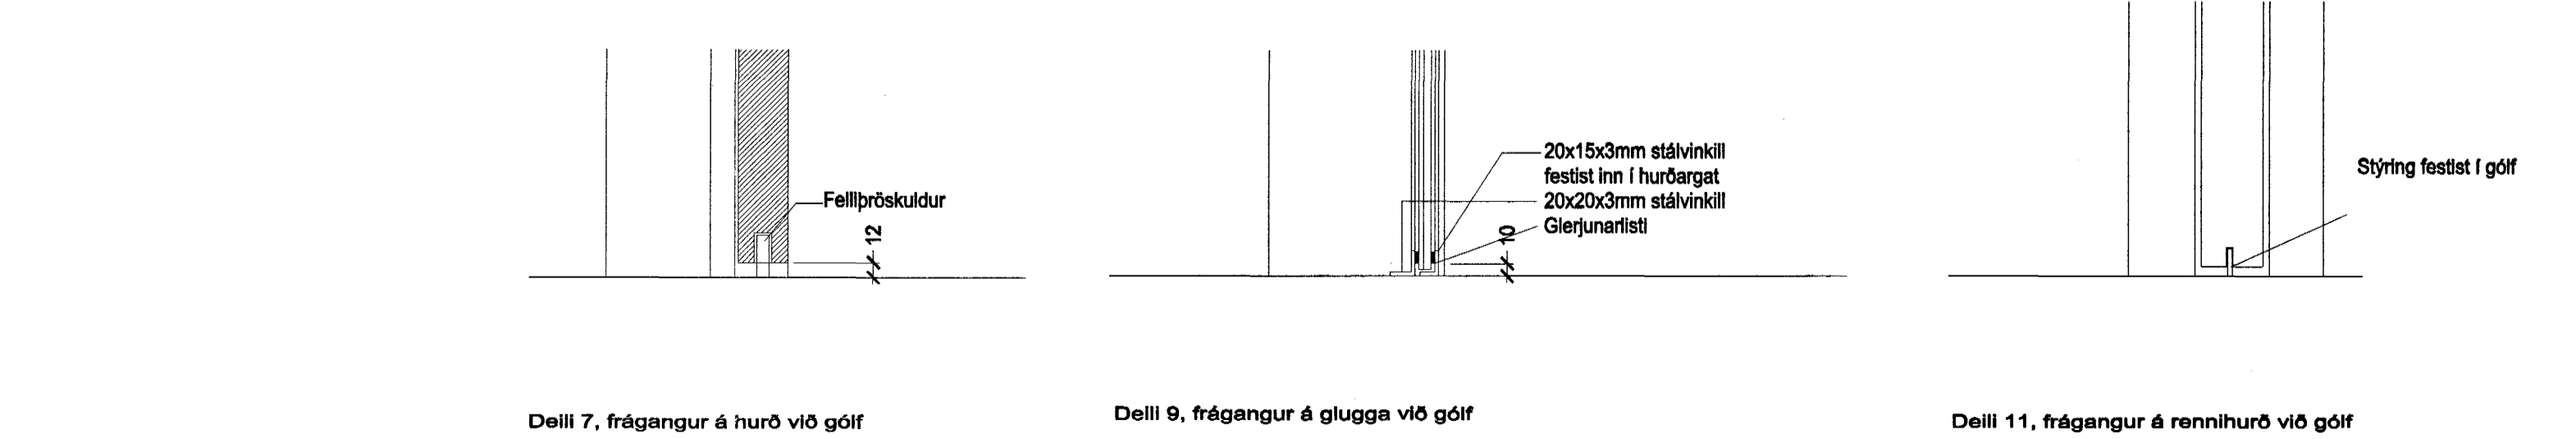 Felliþröskuldur
12
Deili 7, frágangur á hurð við gólf
20x15x3mm stálvinkill
festist inn í hurðargat
20x20x3mm stálvinkill
Glerjunarlisti
10
Deili 9, frágangur á glugga við gólf
Stýring festist í gólf
Deili 11, frágangur á rennihurð við gólf